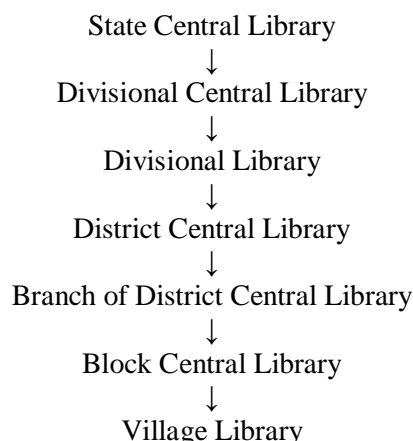 State Central Library
↓
Divisional Central Library
↓
Divisional Library
↓
District Central Library
↓
Branch of District Central Library
↓
Block Central Library
↓
Village Library